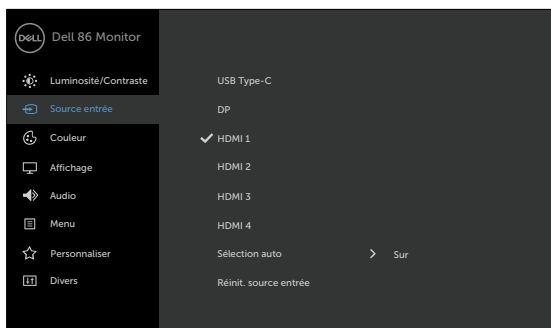 DELL Dell 86 Monitor
Luminosité/Contraste
Source entrée
Couleur
Affichage
Audio
Menu
Personnaliser
Divers
USB Type-C
DP
HDMI 1
HDMI 2
HDMI 3
HDMI 4
Sélection auto Sur
Réinit. source entrée